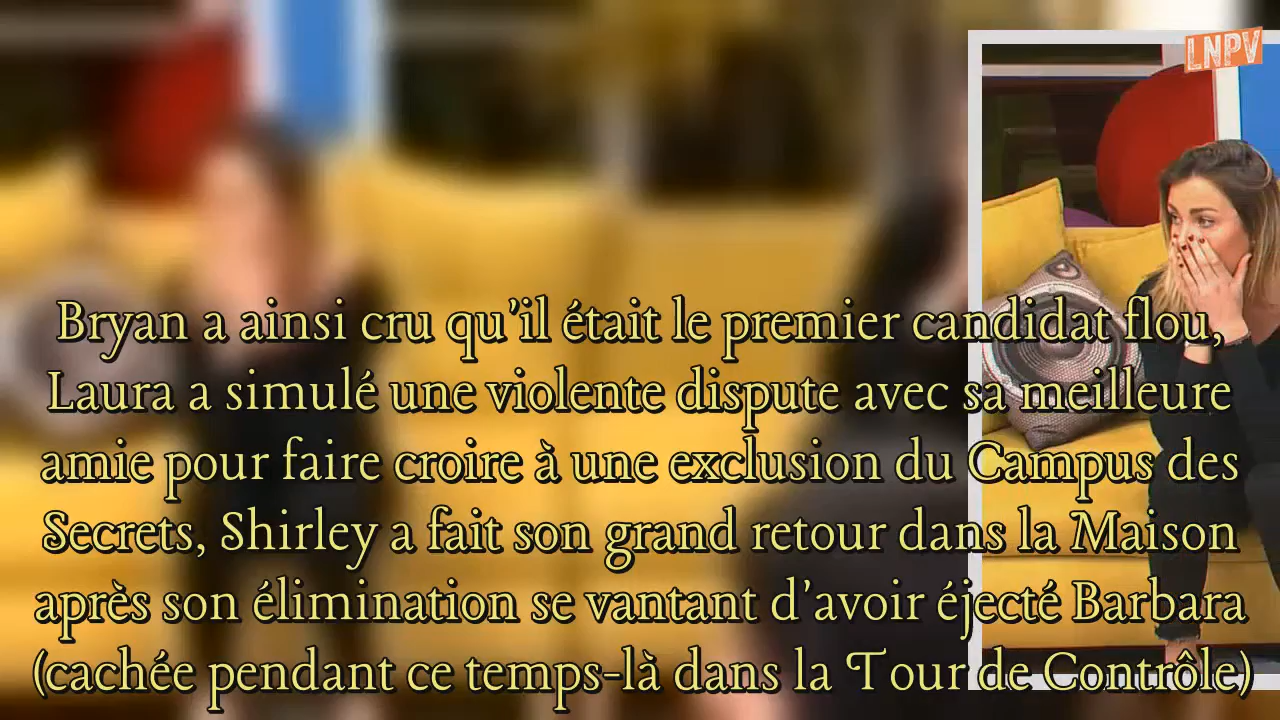 LNPV
Bryan a ainsi cru qu'il était le premier candidat flou,
Laura a simulé une violente dispute avec sa meilleure
amie pour faire croire à une exclusion du Campus des
Secrets, Shirley a fait son grand retour dans la Maison
après son élimination se vantant d'avoir éjecté Barbara
(cachée pendant ce temps-là dans la Tour de Contrôle)